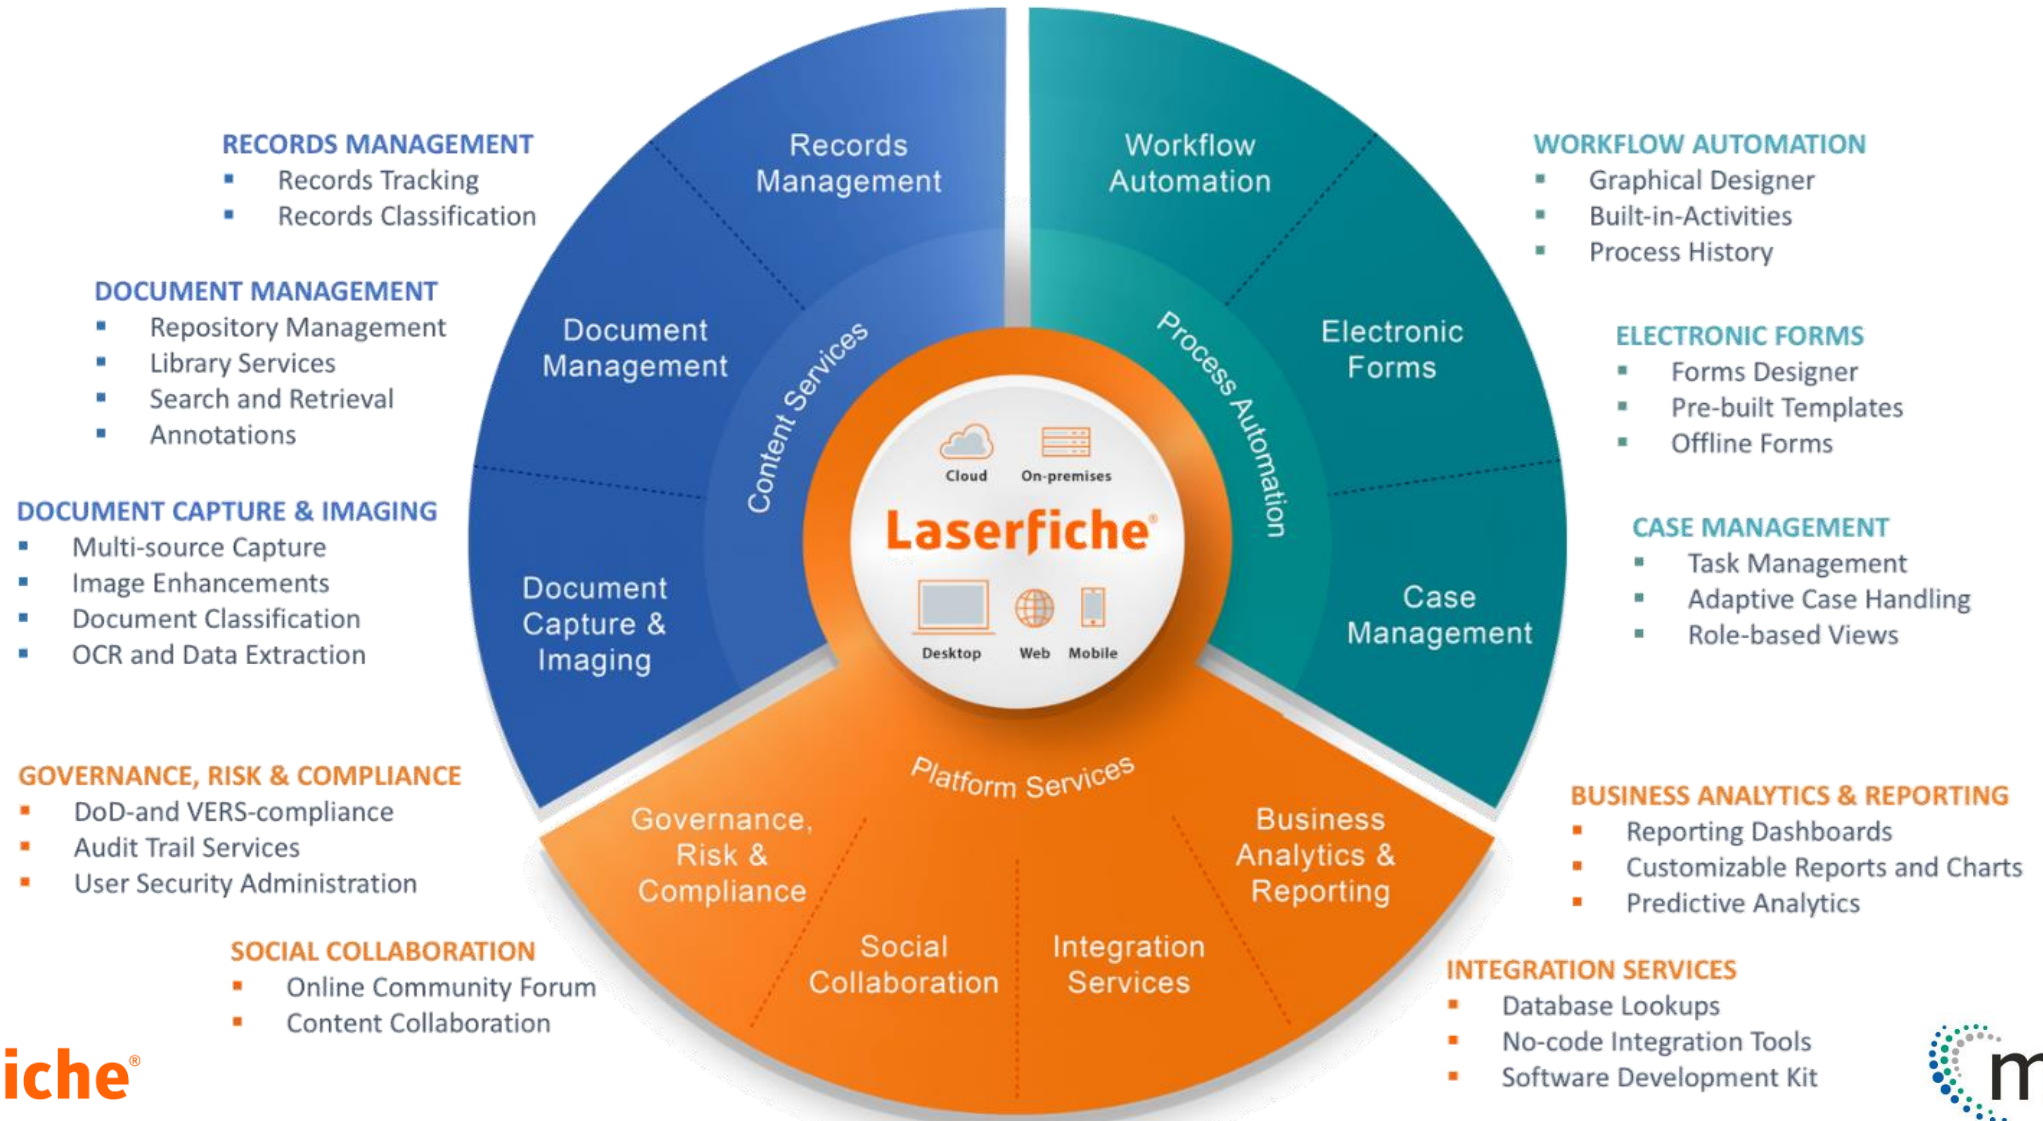 RECORDS MANAGEMENT
▪ Records Tracking
▪ Records Classification
DOCUMENT MANAGEMENT
▪ Repository Management
▪ Library Services
▪ Search and Retrieval
▪ Annotations
DOCUMENT CAPTURE & IMAGING
▪ Multi-source Capture
▪ Image Enhancements
▪ Document Classification
▪ OCR and Data Extraction
GOVERNANCE, RISK & COMPLIANCE
▪ DoD-and VERS-compliance
▪ Audit Trail Services
▪ User Security Administration
SOCIAL COLLABORATION
▪ Online Community Forum
▪ Content Collaboration
iche®
Records
Management
Document
Management
Document
Capture &
Imaging
Content Services
Workflow
Automation
Electronic
Forms
Case
Management
Process Automation
Cloud
On-premises
Laserfiche®
Desktop
Web
Mobile
Platform Services
Governance,
Risk &
Compliance
Social
Collaboration
Integration
Services
Business
Analytics &
Reporting
WORKFLOW AUTOMATION
▪ Graphical Designer
▪ Built-in-Activities
▪ Process History
ELECTRONIC FORMS
▪ Forms Designer
▪ Pre-built Templates
▪ Offline Forms
CASE MANAGEMENT
▪ Task Management
▪ Adaptive Case Handling
▪ Role-based Views
BUSINESS ANALYTICS & REPORTING
▪ Reporting Dashboards
▪ Customizable Reports and Charts
▪ Predictive Analytics
INTEGRATION SERVICES
▪ Database Lookups
▪ No-code Integration Tools
▪ Software Development Kit
m